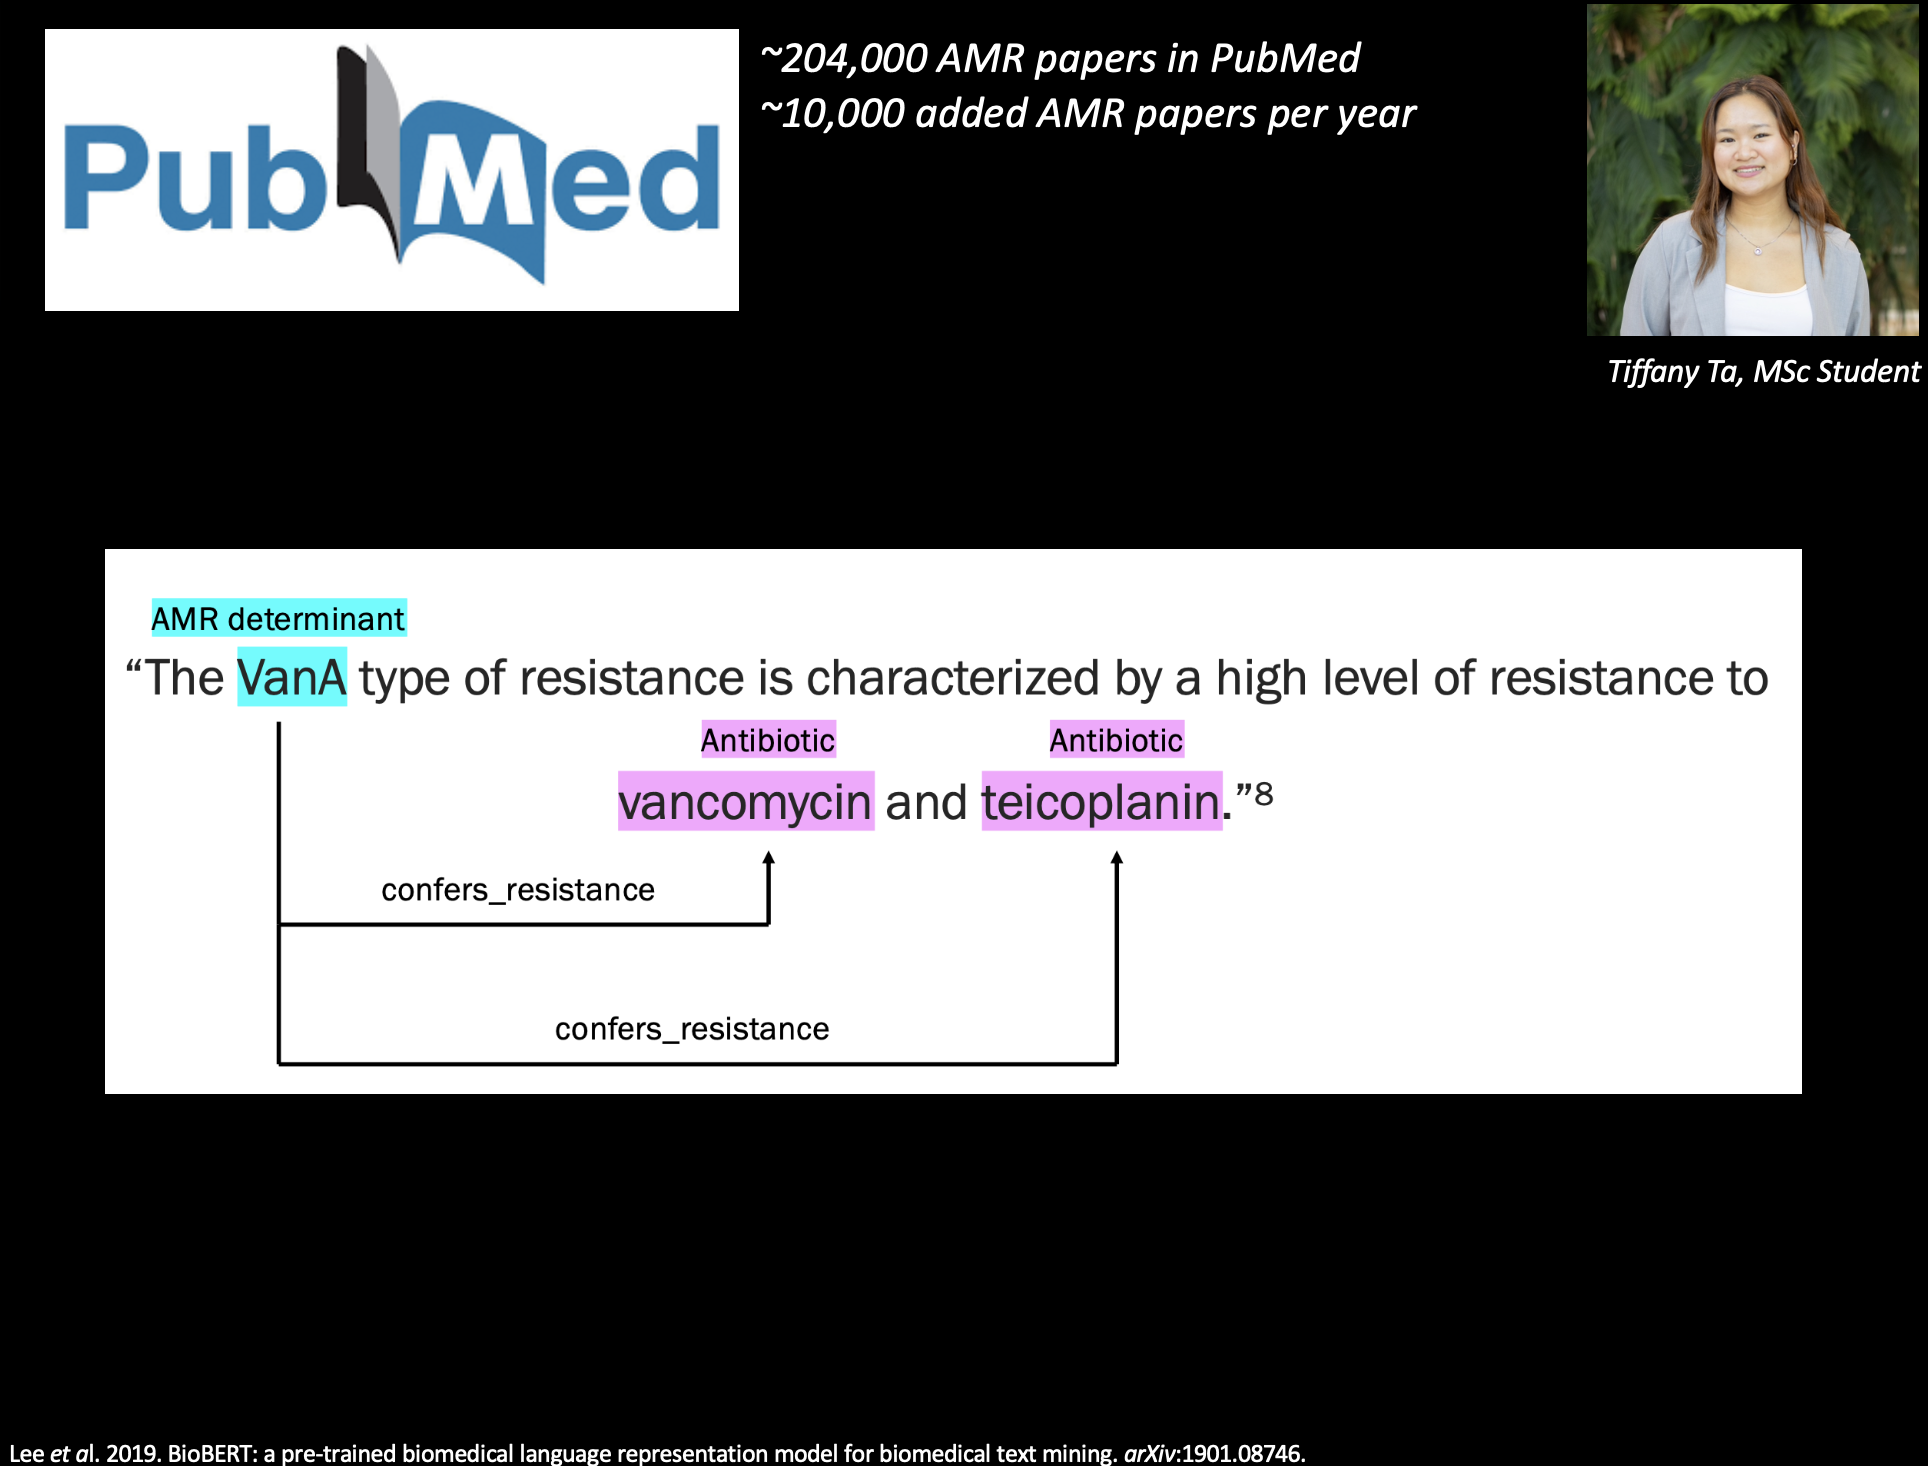 PubMed
~204,000 AMR papers in PubMed
~10,000 added AMR papers per year
Tiffany Ta, MSc Student
AMR determinant
“The VanA type of resistance is characterized by a high level of resistance to
Antibiotic Antibiotic
vancomycin and teicoplanin.”⁸
confers_resistance
confers_resistance
Lee et al. 2019. BioBERT: a pre-trained biomedical language representation model for biomedical text mining. arXiv:1901.08746.